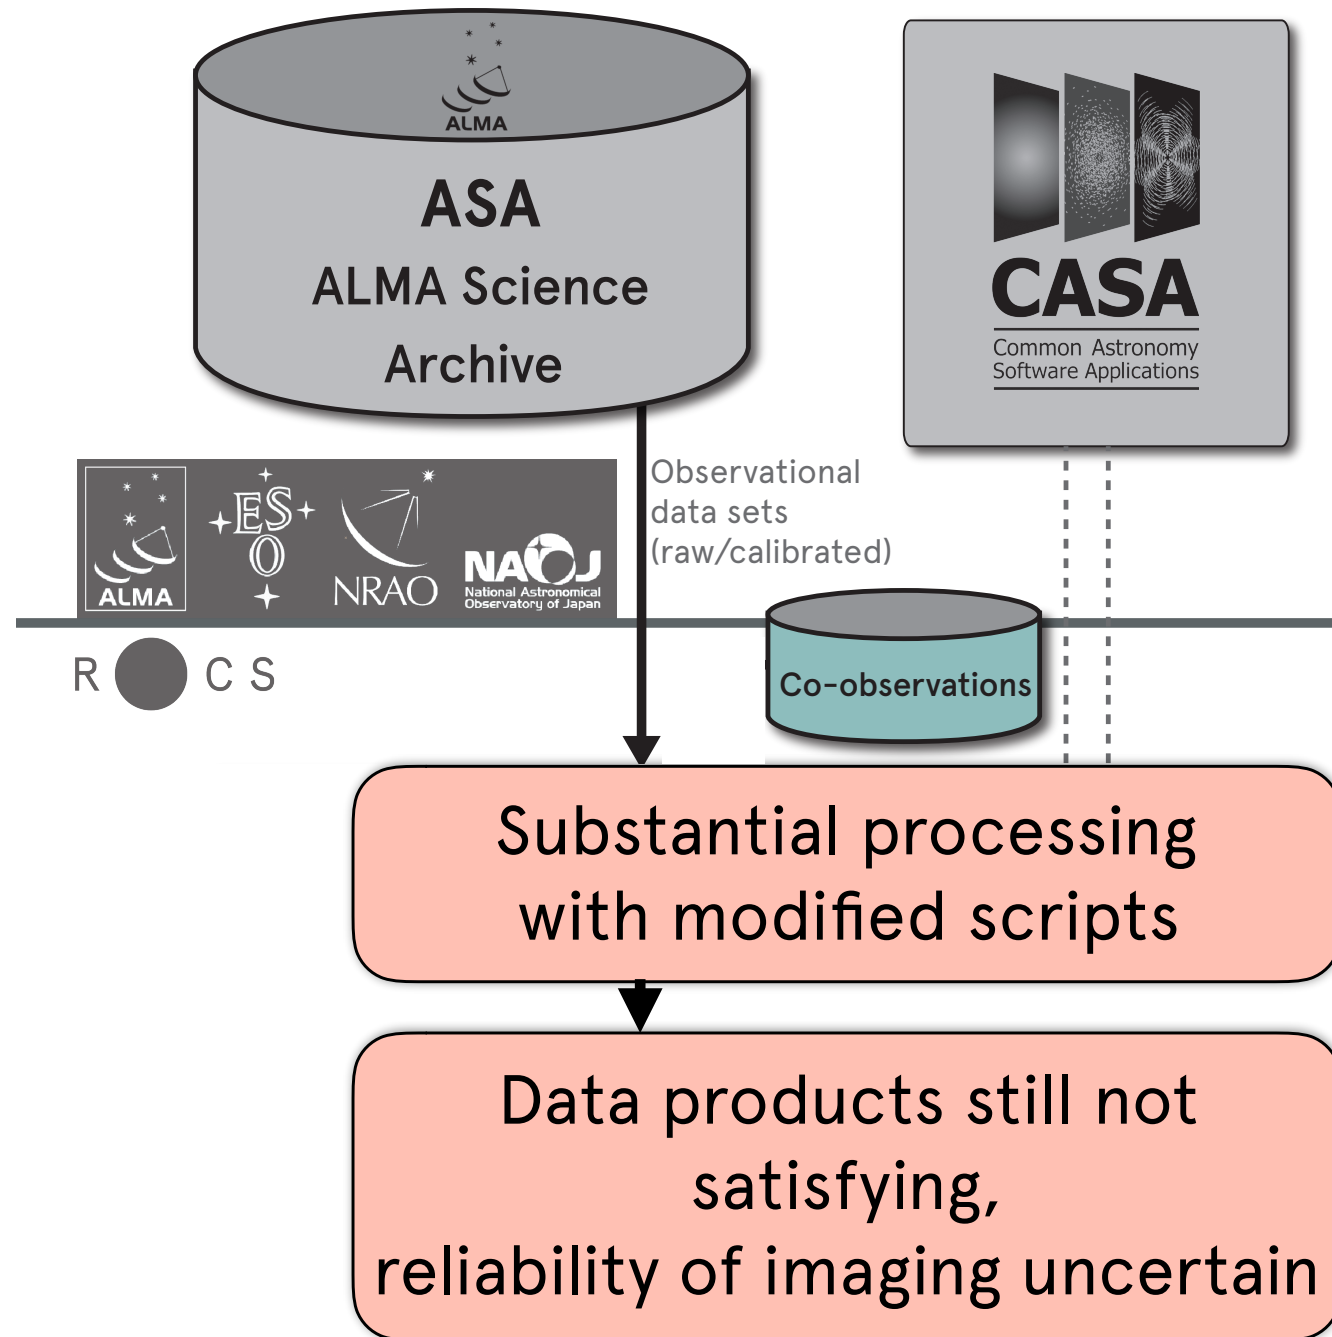 ALMA
ASA
ALMA Science
Archive
CASA
Common Astronomy
Software Applications
Observational
data sets
(raw/calibrated)
ALMA
ES
O
NRAO
NAOJ
National Astronomical
Observatory of Japan
R CS
Co-observations
Substantial processing
with modified scripts
Data products still not
satisfying,
reliability of imaging uncertain